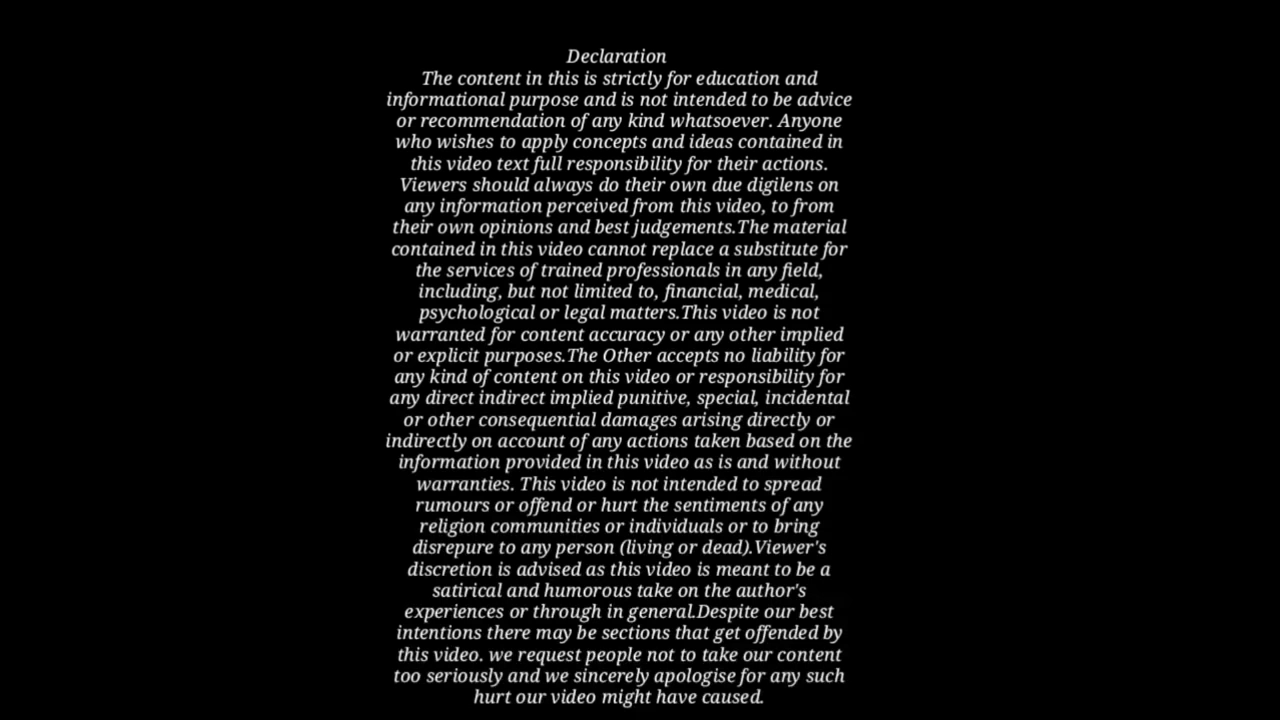 Declaration
The content in this is strictly for education and
informational purpose and is not intended to be advice
or recommendation of any kind whatsoever. Anyone
who wishes to apply concepts and ideas contained in
this video text full responsibility for their actions.
Viewers should always do their own due digilens on
any information perceived from this video, to from
their own opinions and best judgements.The material
contained in this video cannot replace a substitute for
the services of trained professionals in any field,
including, but not limited to, financial, medical,
psychological or legal matters.This video is not
warranted for content accuracy or any other implied
or explicit purposes.The Other accepts no liability for
any kind of content on this video or responsibility for
any direct indirect implied punitive, special, incidental
or other consequential damages arising directly or
indirectly on account of any actions taken based on the
information provided in this video as is and without
warranties. This video is not intended to spread
rumours or offend or hurt the sentiments of any
religion communities or individuals or to bring
disrepure to any person (living or dead).Viewer's
discretion is advised as this video is meant to be a
satirical and humorous take on the author's
experiences or through in general.Despite our best
intentions there may be sections that get offended by
this video. we request people not to take our content
too seriously and we sincerely apologise for any such
hurt our video might have caused.